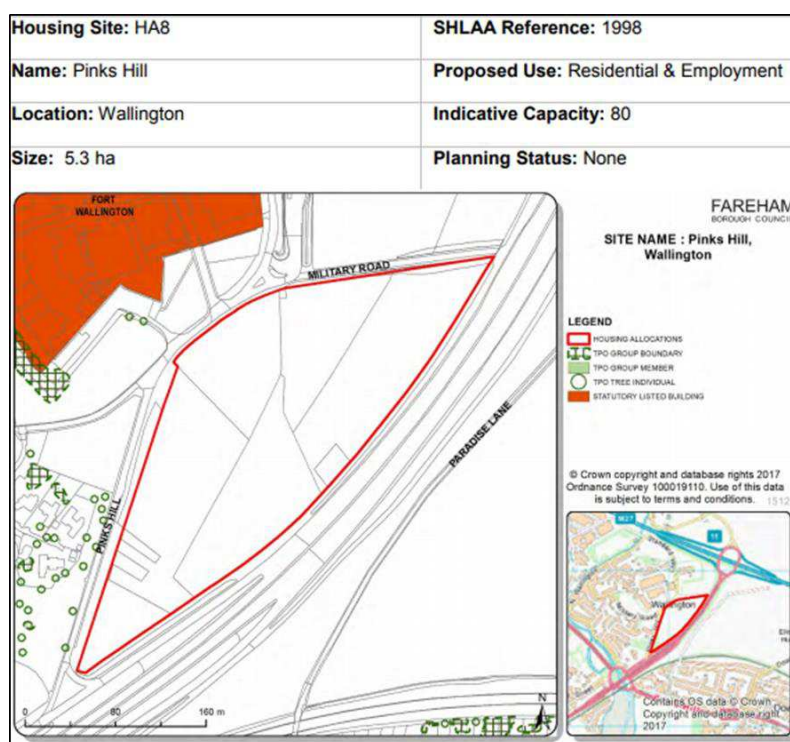 Housing Site: HA8
SHLAA Reference: 1998
Name: Pinks Hill
Proposed Use: Residential & Employment
Location: Wallington
Indicative Capacity: 80
Size: 5.3 ha
Planning Status: None
FORT
WALLINGTON
MILITARY ROAD
PARADISE LANE
PINKS HILL
0 80 160 m
N
FAREHAM
BOROUGH COUNCIL
SITE NAME : Pinks Hill,
Wallington
LEGEND
HOUSING ALLOCATIONS
TPO GROUP BOUNDARY
TPO GROUP MEMBER
TPO TREE INDIVIDUAL
STATUTORY LISTED BUILDING
© Crown copyright and database rights 2017
Ordnance Survey 100019110. Use of this data
is subject to terms and conditions. 1512
M27
11
Wallington
Contains OS data © Crown
Copyright and database right
2017